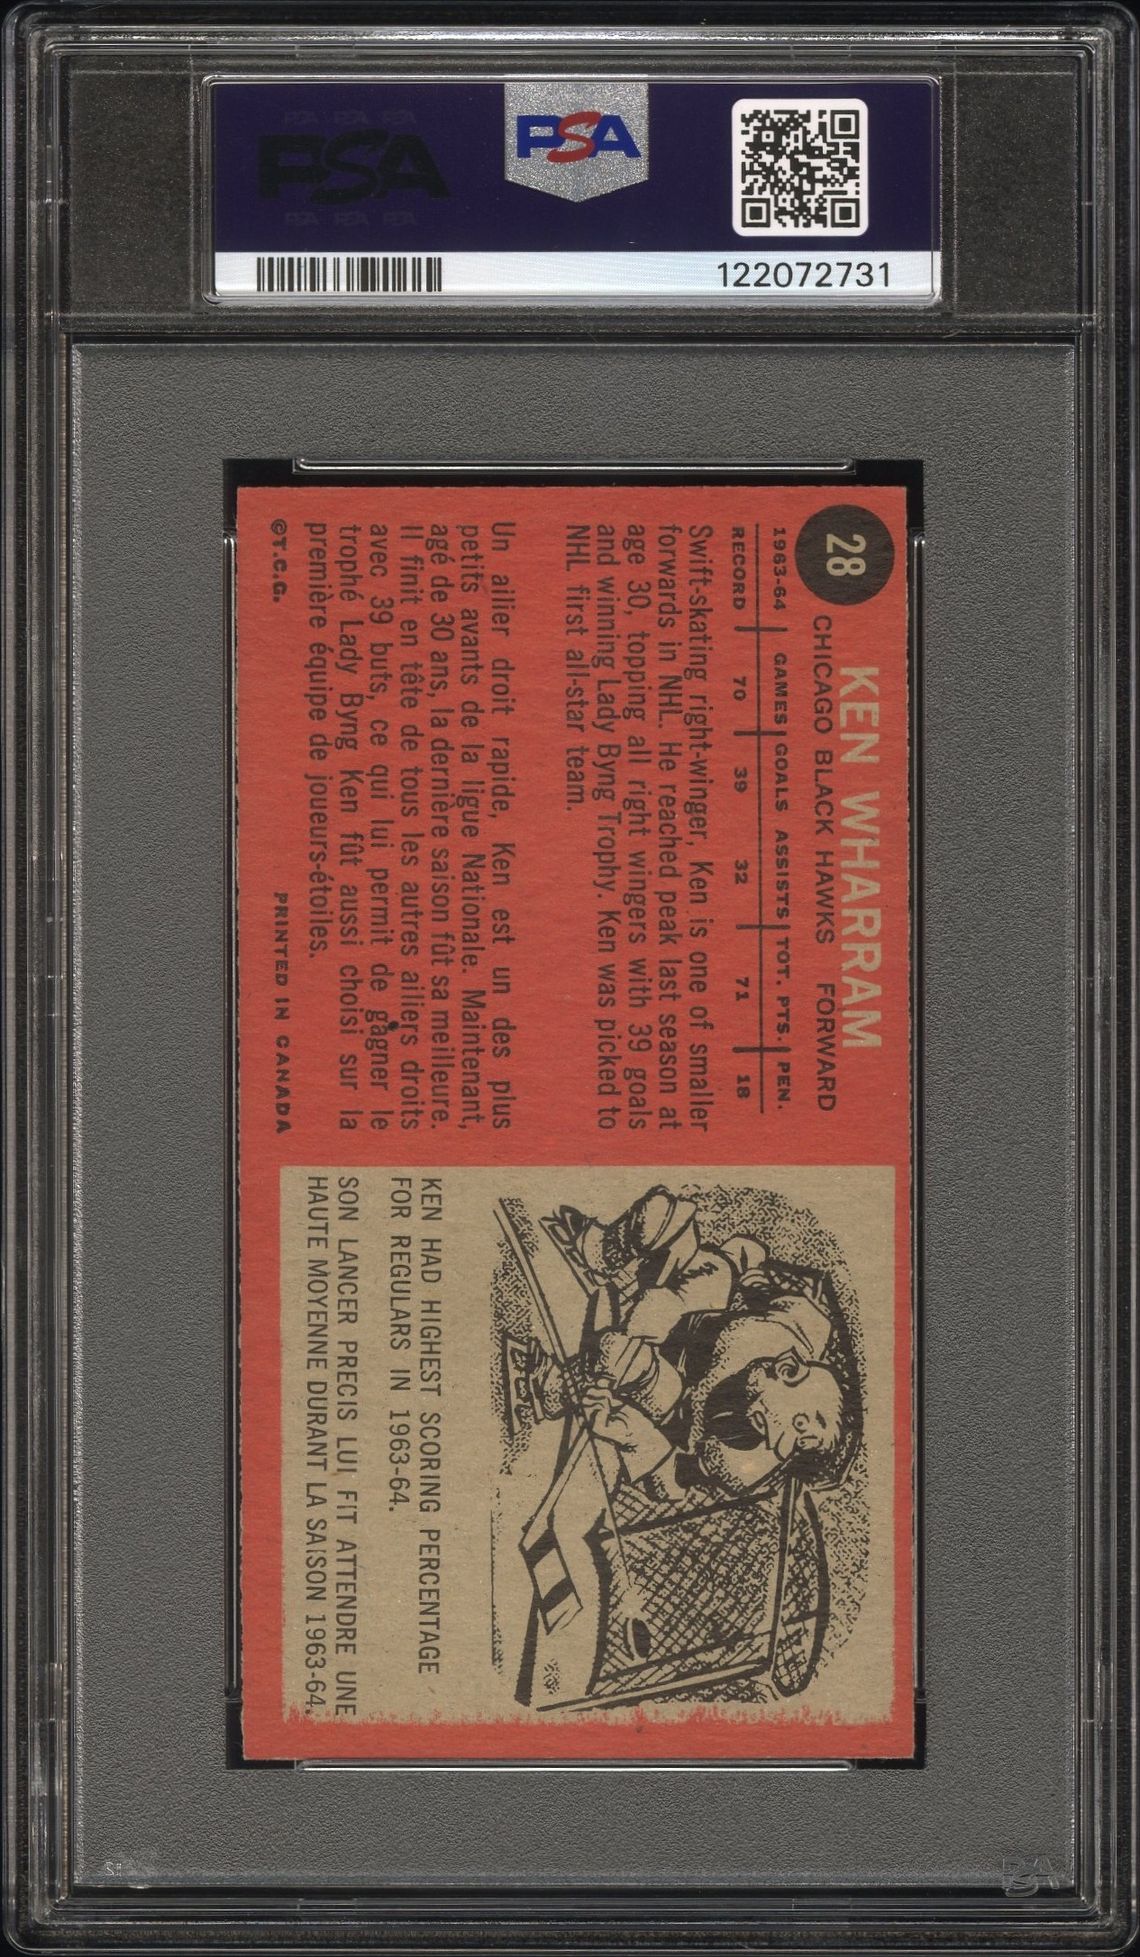 PSA
PSA
122072731
28
KEN WHARRAM
CHICAGO BLACK HAWKS FORWARD
1963-64 GAMES GOALS ASSISTS TOT. PTS. PEN.
RECORD 70 39 32 71 18
Swift-skating right-winger, Ken is one of smaller
forwards in NHL. He reached peak last season at
age 30, topping all right wingers with 39 goals
and winning Lady Byng Trophy. Ken was picked to
NHL first all-star team.
Un ailier droit rapide, Ken est un des plus
petits avants de la ligue Nationale. Maintenant,
agé de 30 ans, la dernière saison fût sa meilleure.
Il finit en tête de tous les autres ailiers droits
avec 39 buts, ce qui lui permit de gagner le
trophé Lady Byng Ken fût aussi choisi sur la
première équipe de joueurs-étoiles.
©T.C.G. PRINTED IN CANADA
KEN HAD HIGHEST SCORING PERCENTAGE
FOR REGULARS IN 1963-64.
SON LANCER PRECIS LUI FIT ATTENDRE UNE
HAUTE MOYENNE DURANT LA SAISON 1963-64.
PSA